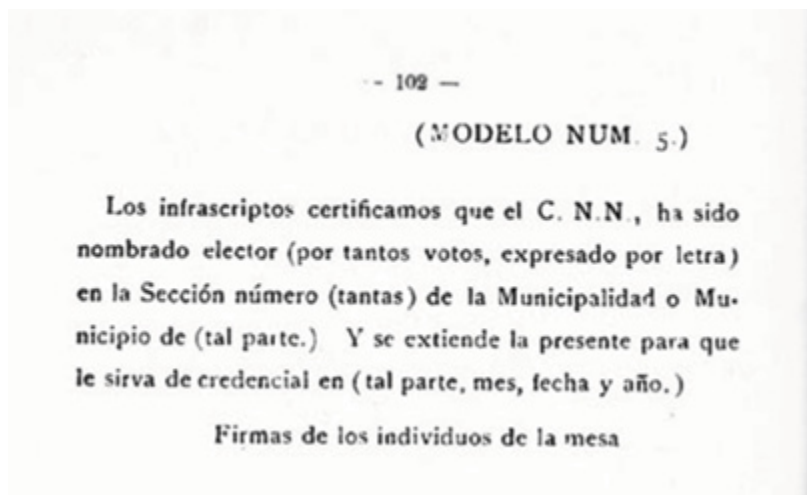 -- 102 —
(MODELO NUM. 5.)
Los infrascriptos certificamos que el C. N.N., ha sido
nombrado elector (por tantos votos, expresado por letra)
en la Sección número (tantas) de la Municipalidad o Mu-
nicipio de (tal parte.) Y se extiende la presente para que
le sirva de credencial en (tal parte, mes, fecha y año.)
Firmas de los individuos de la mesa